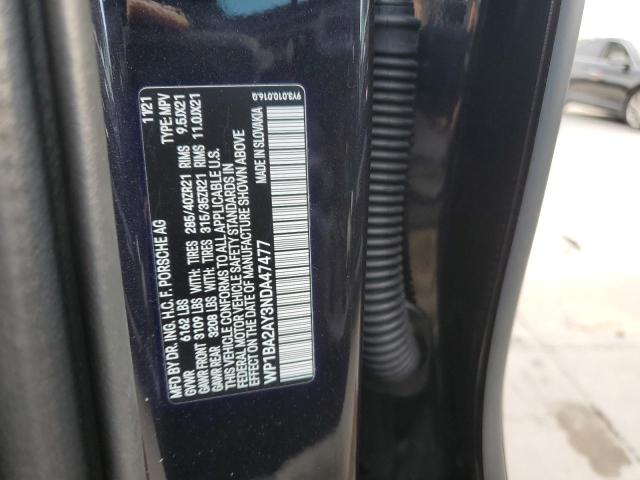 MFD BY DR. ING. H.C. F. PORSCHE AG 11/21
GVWR 6162 LBS TYPE: MPV
GAWR FRONT 3109 LBS WITH: TIRES 285/40ZR21 RIMS 9.5JX21
GAWR REAR 3208 LBS WITH: TIRES 315/35ZR21 RIMS 11.0JX21
THIS VEHICLE CONFORMS TO ALL APPLICABLE U.S.
FEDERAL MOTOR VEHICLE SAFETY STANDARDS IN
EFFECT ON THE DATE OF MANUFACTURE SHOWN ABOVE
WP1BA2AY3NDA47477 MADE IN SLOVAKIA
9Y3.010.016.Q